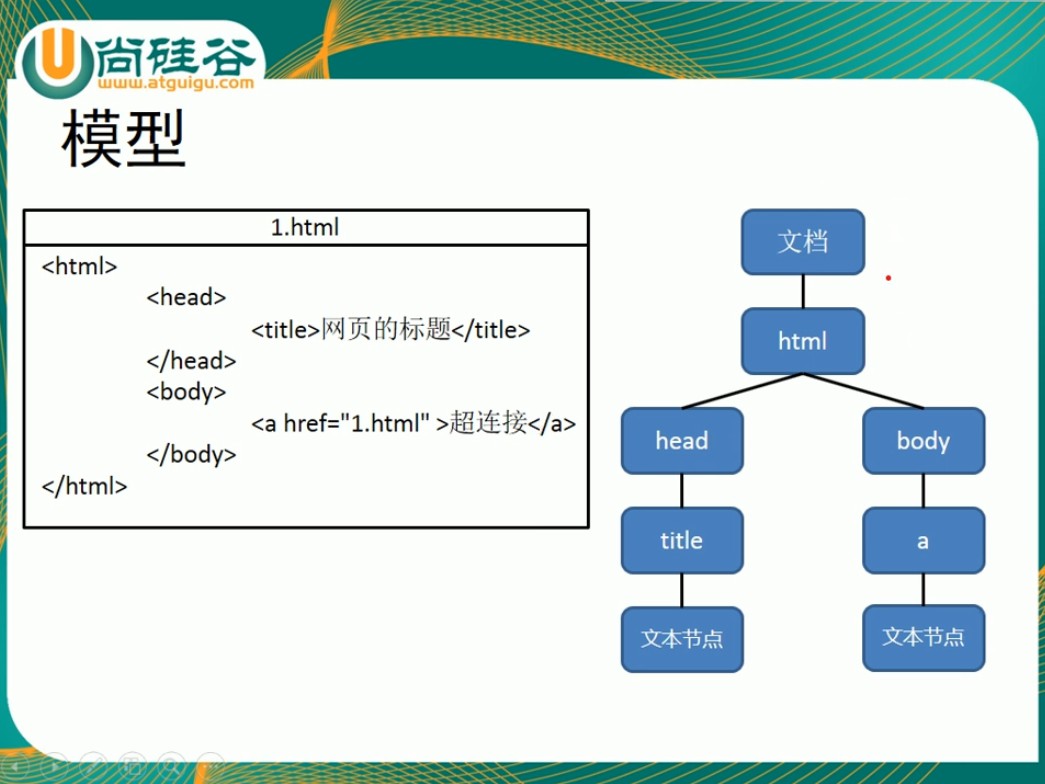 尚硅谷
www.atguigu.com
模型
1.html
<html>
<head>
<title>网页的标题</title>
</head>
<body>
<a href="1.html" >超连接</a>
</body>
</html>
文档
html
head
body
title
a
文本节点
文本节点